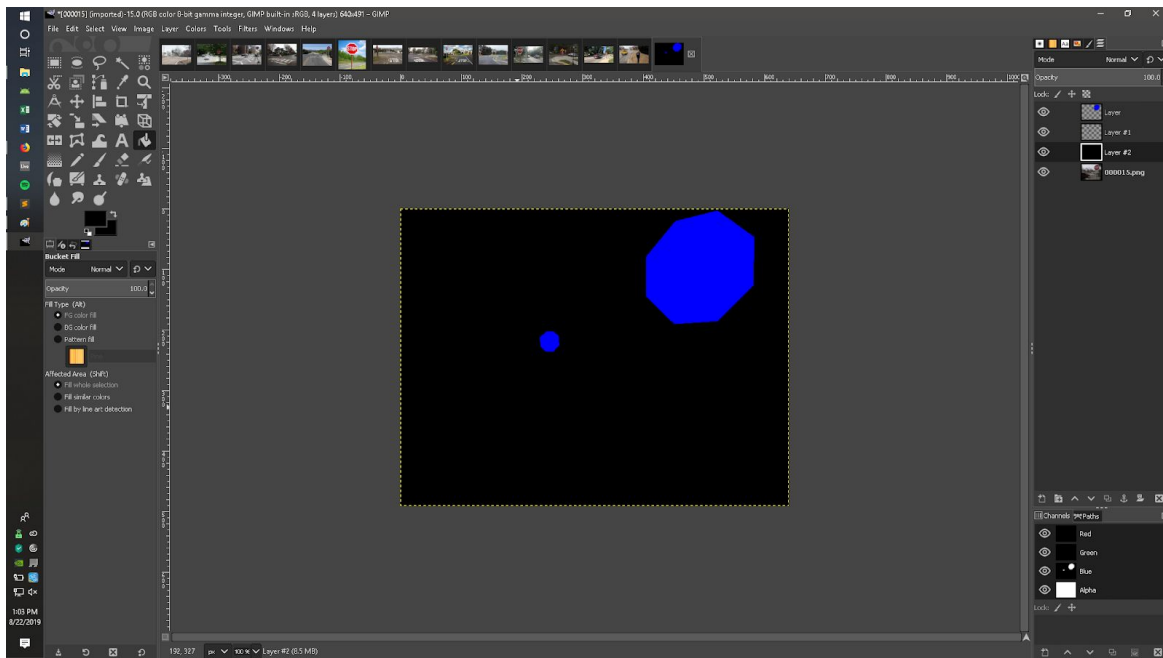 *[000015] (imported)-15.0 (RGB color 8-bit gamma integer, GIMP built-in sRGB, 4 layers) 640x491 – GIMP
File Edit Select View Image Layer Colors Tools Filters Windows Help
Mode Normal
Opacity 100.0
Lock:
Layer
Layer #1
Layer #2
000015.png
Bucket Fill
Mode Normal
Opacity 100.0
Fill Type (Alt)
FG color fill
BG color fill
Pattern fill
Affected Area (Shift)
Fill whole selection
Fill similar colors
Fill by line art detection
Channels Paths
Red
Green
Blue
Alpha
Lock:
1:03 PM
8/22/2019
192, 327 px 100 % Layer #2 (8.5 MB)